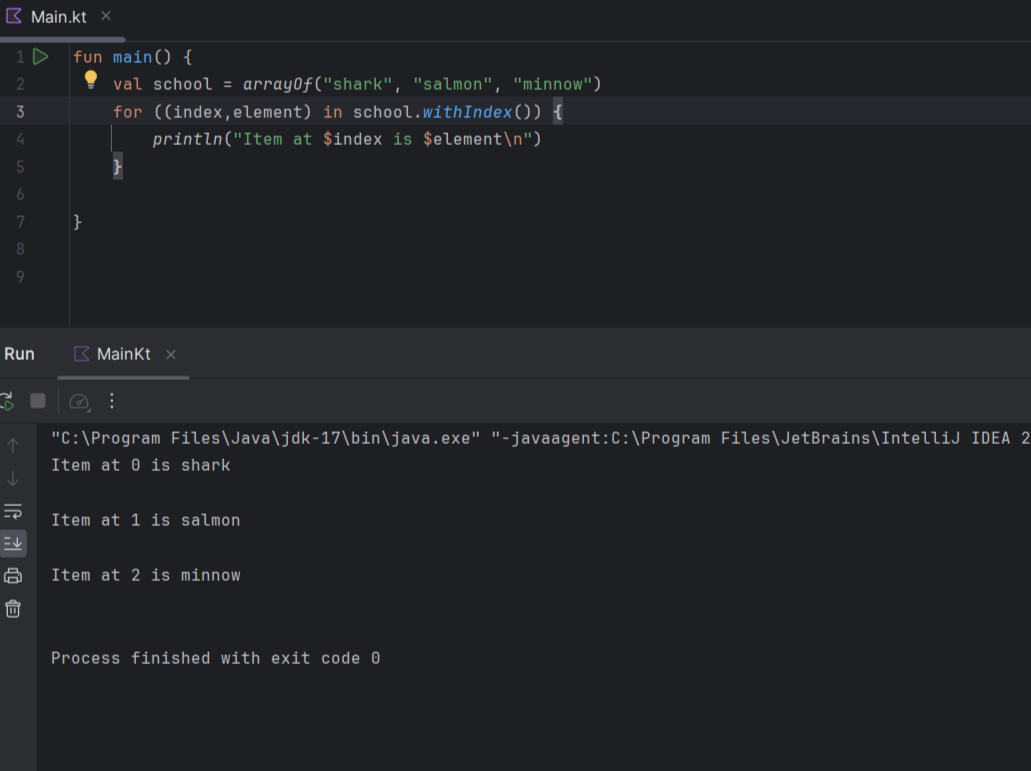 Main.kt
1 fun main() {
2 val school = arrayOf("shark", "salmon", "minnow")
3 for ((index,element) in school.withIndex()) {
4 println("Item at $index is $element\n")
5 }
6
7 }
8
9
Run MainKt
"C:\Program Files\Java\jdk-17\bin\java.exe" "-javaagent:C:\Program Files\JetBrains\IntelliJ IDEA 2
Item at 0 is shark
Item at 1 is salmon
Item at 2 is minnow
Process finished with exit code 0